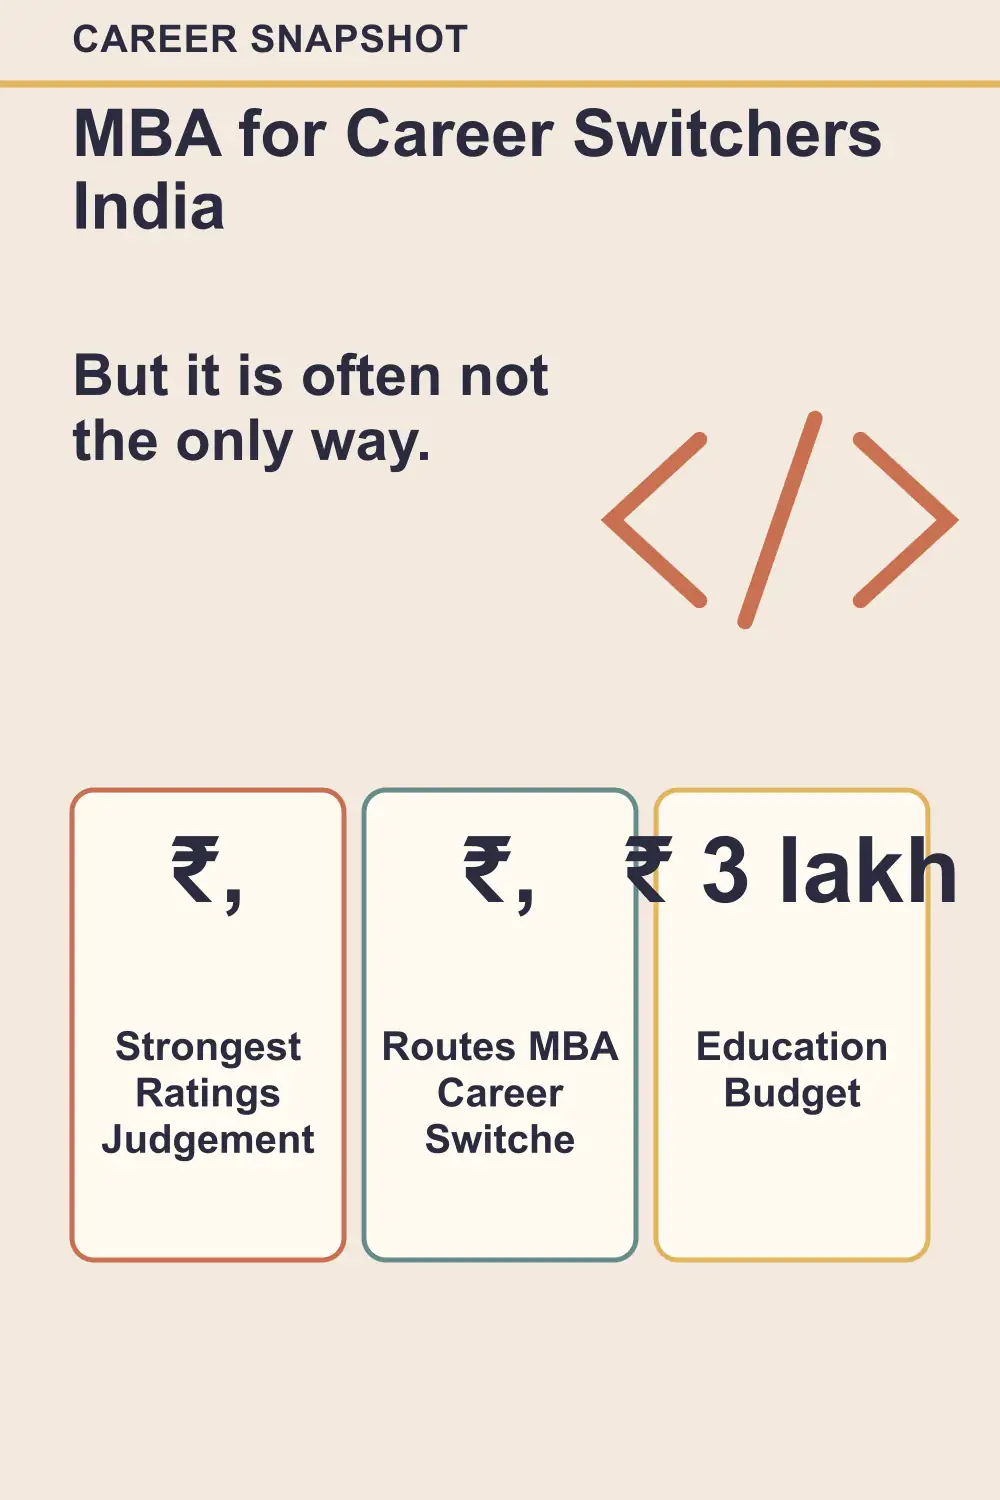 CAREER SNAPSHOT
MBA for Career Switchers
India
But it is often not
the only way.
₹,
Strongest
Ratings
Judgement
₹,
Routes MBA
Career
Switche
₹ 3 lakh
Education
Budget